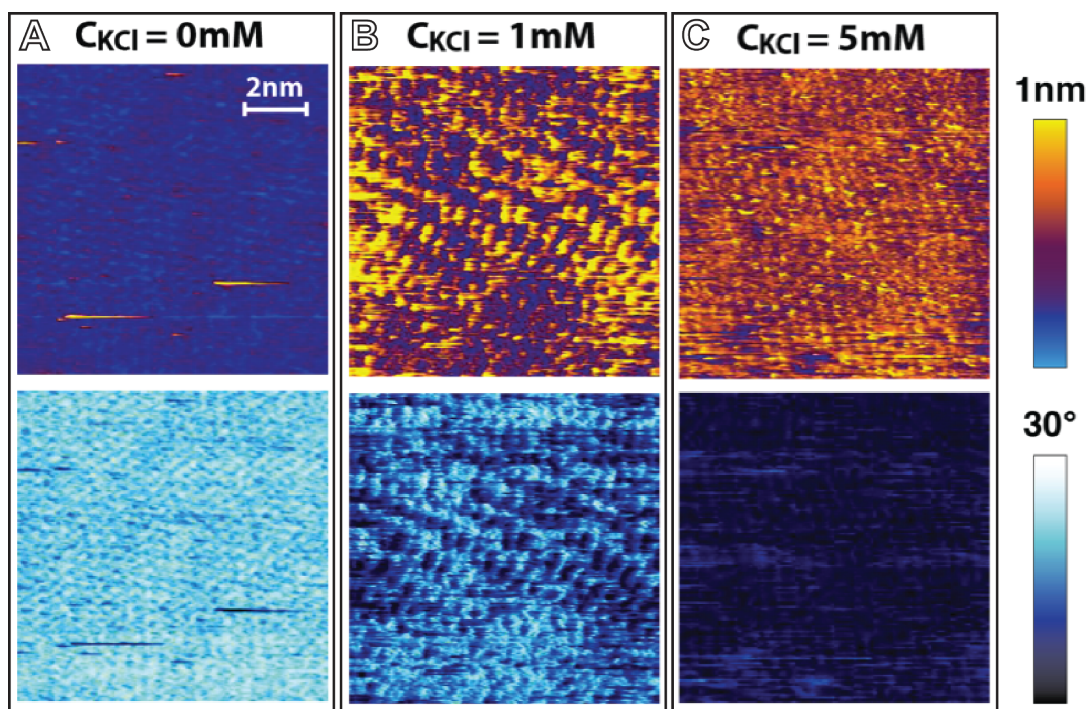 A CKCl = 0mM
B CKCl = 1mM
C CKCl = 5mM
2nm
1nm
30°